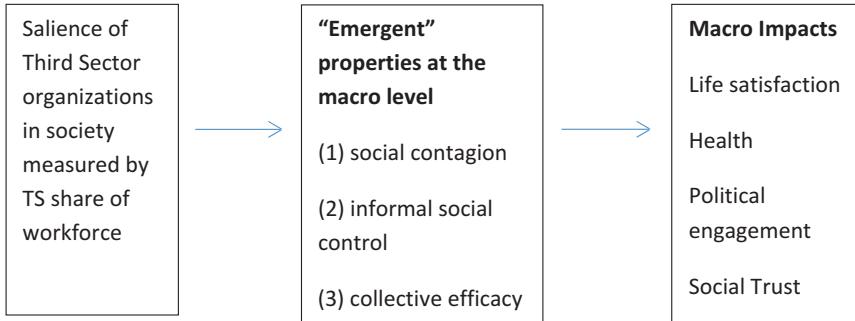 Salience of
Third Sector
organizations
in society
measured by
TS share of
workforce
“Emergent”
properties at the
macro level
(1) social contagion
(2) informal social
control
(3) collective efficacy
Macro Impacts
Life satisfaction
Health
Political
engagement
Social Trust